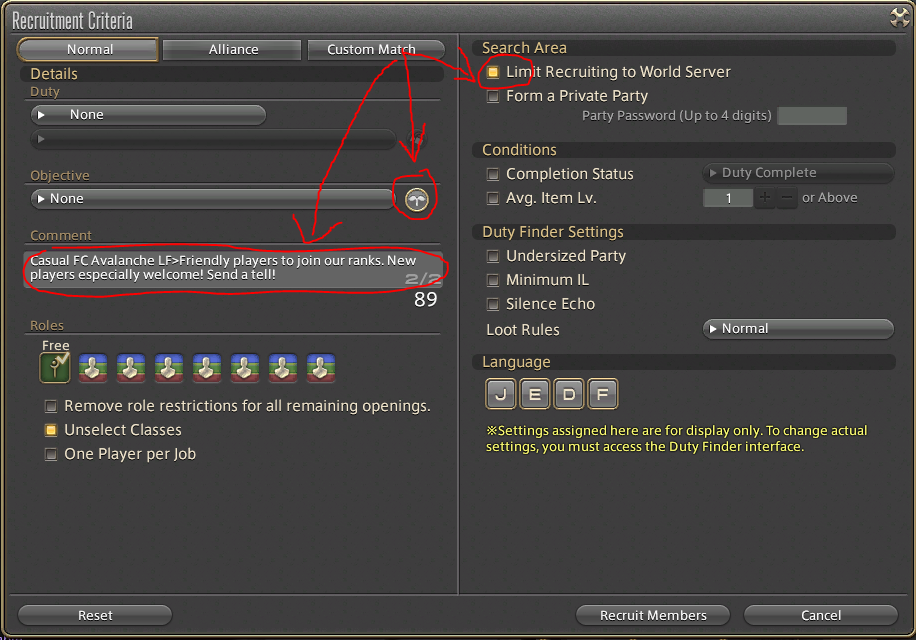 Recruitment Criteria
Normal
Alliance
Custom Match
Details
Duty
None
Objective
None
Comment
Casual FC Avalanche LF>Friendly players to join our ranks. New
players especially welcome! Send a tell!
2/2
89
Roles
Free
Remove role restrictions for all remaining openings.
Unselect Classes
One Player per Job
Reset
Search Area
Limit Recruiting to World Server
Form a Private Party
Party Password (Up to 4 digits)
Conditions
Completion Status
Duty Complete
Avg. Item Lv.
1
or Above
Duty Finder Settings
Undersized Party
Minimum IL
Silence Echo
Loot Rules
Normal
Language
J E D F
※Settings assigned here are for display only. To change actual
settings, you must access the Duty Finder interface.
Recruit Members
Cancel